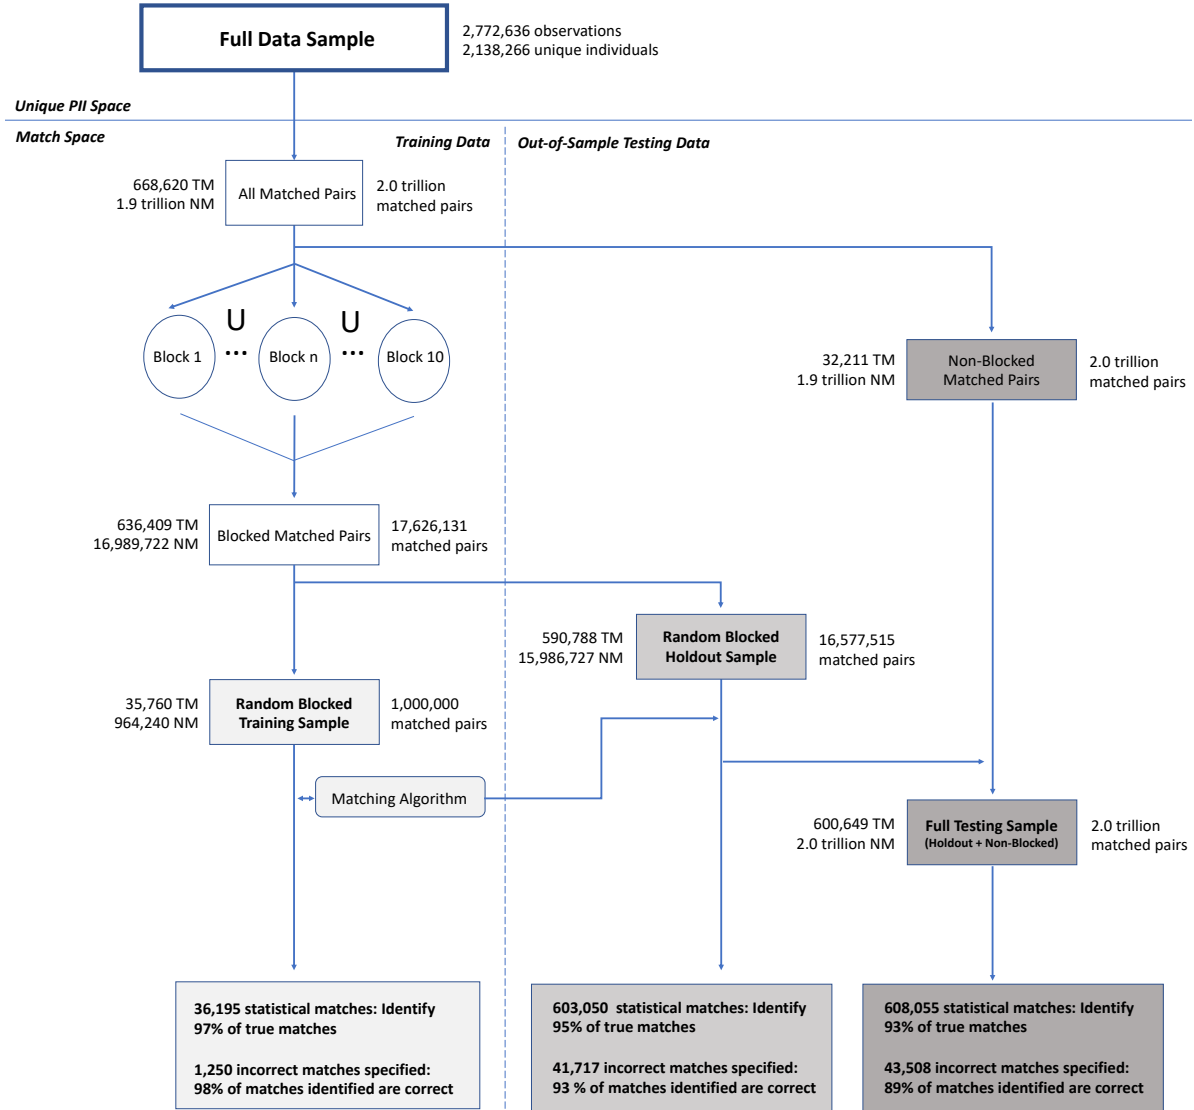 Full Data Sample
2,772,636 observations
2,138,266 unique individuals
Unique PII Space
Match Space
Training Data
Out-of-Sample Testing Data
668,620 TM
1.9 trillion NM
All Matched Pairs
2.0 trillion
matched pairs
U
U
Block 1
...
Block n
...
Block 10
32,211 TM
1.9 trillion NM
Non-Blocked
Matched Pairs
2.0 trillion
matched pairs
636,409 TM
16,989,722 NM
Blocked Matched Pairs
17,626,131
matched pairs
590,788 TM
15,986,727 NM
Random Blocked
Holdout Sample
16,577,515
matched pairs
35,760 TM
964,240 NM
Random Blocked
Training Sample
1,000,000
matched pairs
Matching Algorithm
600,649 TM
2.0 trillion NM
Full Testing Sample
(Holdout + Non-Blocked)
2.0 trillion
matched pairs
36,195 statistical matches: Identify
97% of true matches
1,250 incorrect matches specified:
98% of matches identified are correct
603,050  statistical matches: Identify
95% of true matches
41,717 incorrect matches specified:
93 % of matches identified are correct
608,055 statistical matches: Identify
93% of true matches
43,508 incorrect matches specified:
89% of matches identified are correct